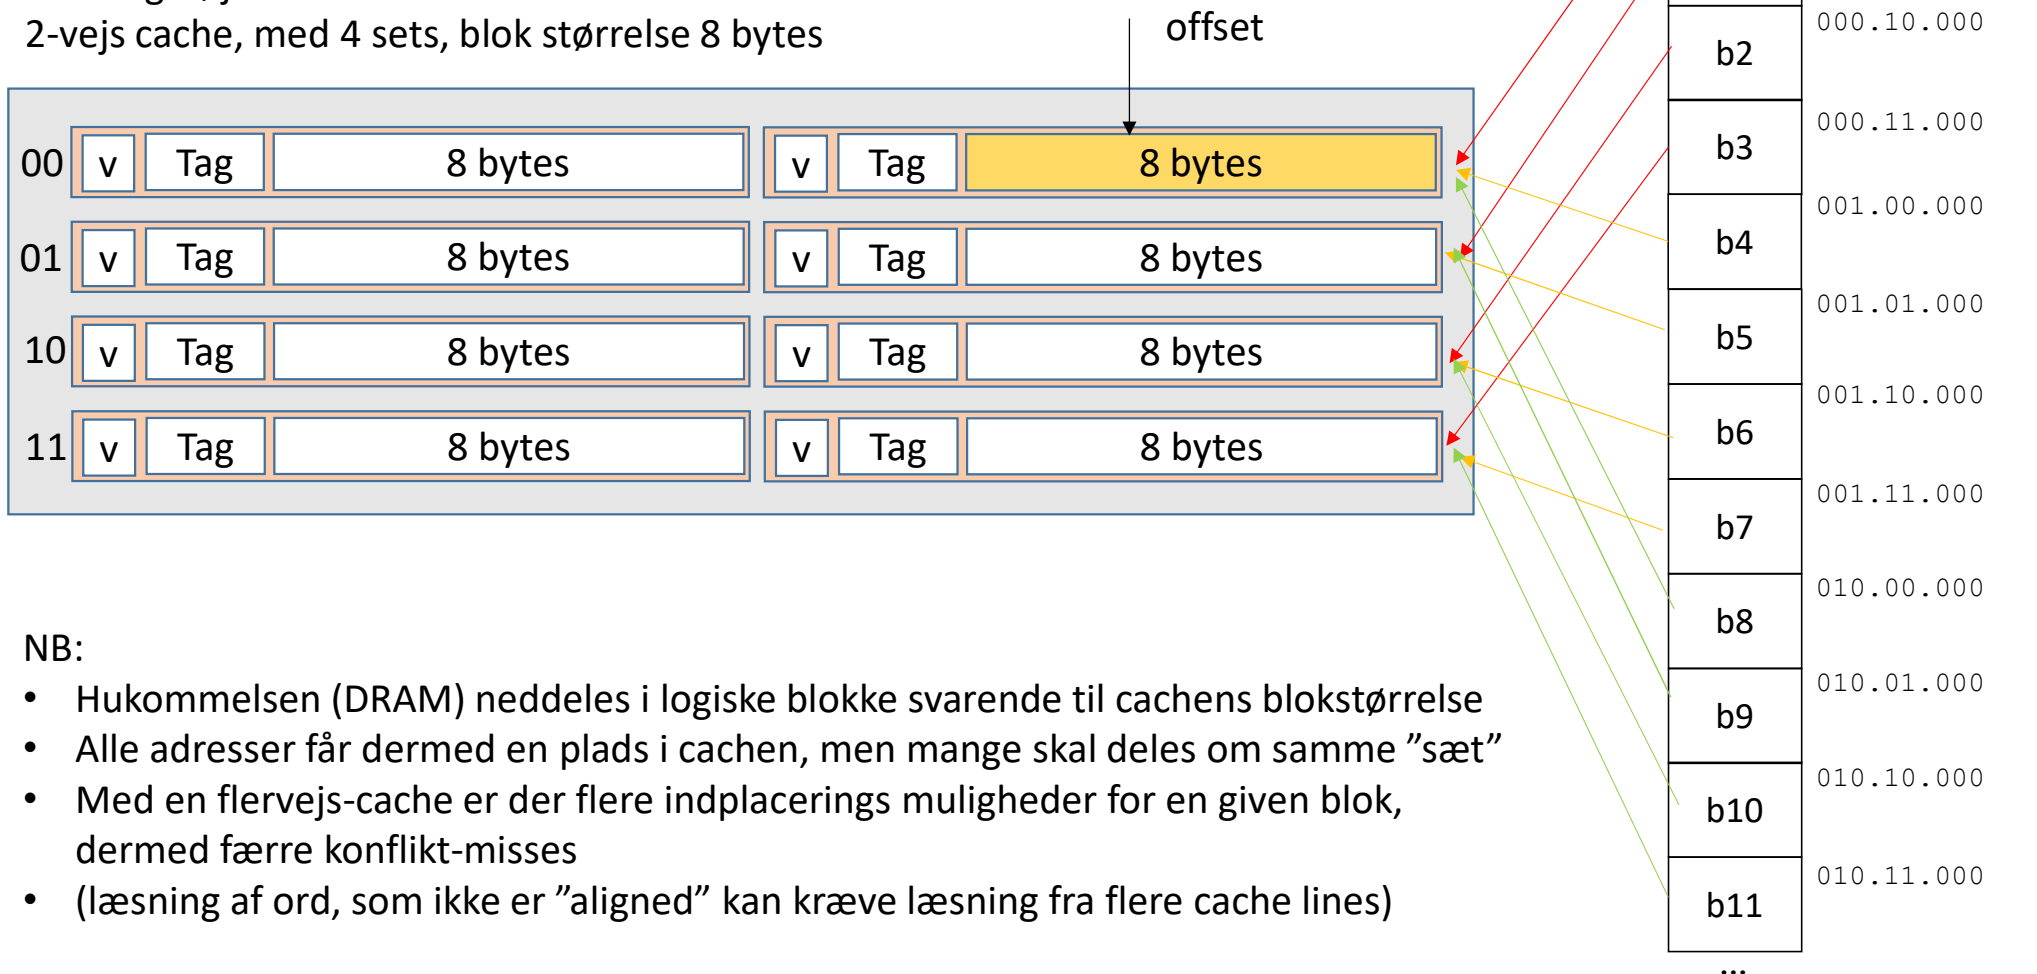 2-vejs cache, med 4 sets, blok størrelse 8 bytes
offset
00 v Tag 8 bytes v Tag 8 bytes
01 v Tag 8 bytes v Tag 8 bytes
10 v Tag 8 bytes v Tag 8 bytes
11 v Tag 8 bytes v Tag 8 bytes
NB:
• Hukommelsen (DRAM) neddeles i logiske blokke svarende til cachens blokstørrelse
• Alle adresser får dermed en plads i cachen, men mange skal deles om samme ”sæt”
• Med en flervejs-cache er der flere indplacerings muligheder for en given blok,
dermed færre konflikt-misses
• (læsning af ord, som ikke er ”aligned” kan kræve læsning fra flere cache lines)
000.10.000
b2
000.11.000
b3
001.00.000
b4
001.01.000
b5
001.10.000
b6
001.11.000
b7
010.00.000
b8
010.01.000
b9
010.10.000
b10
010.11.000
b11
...